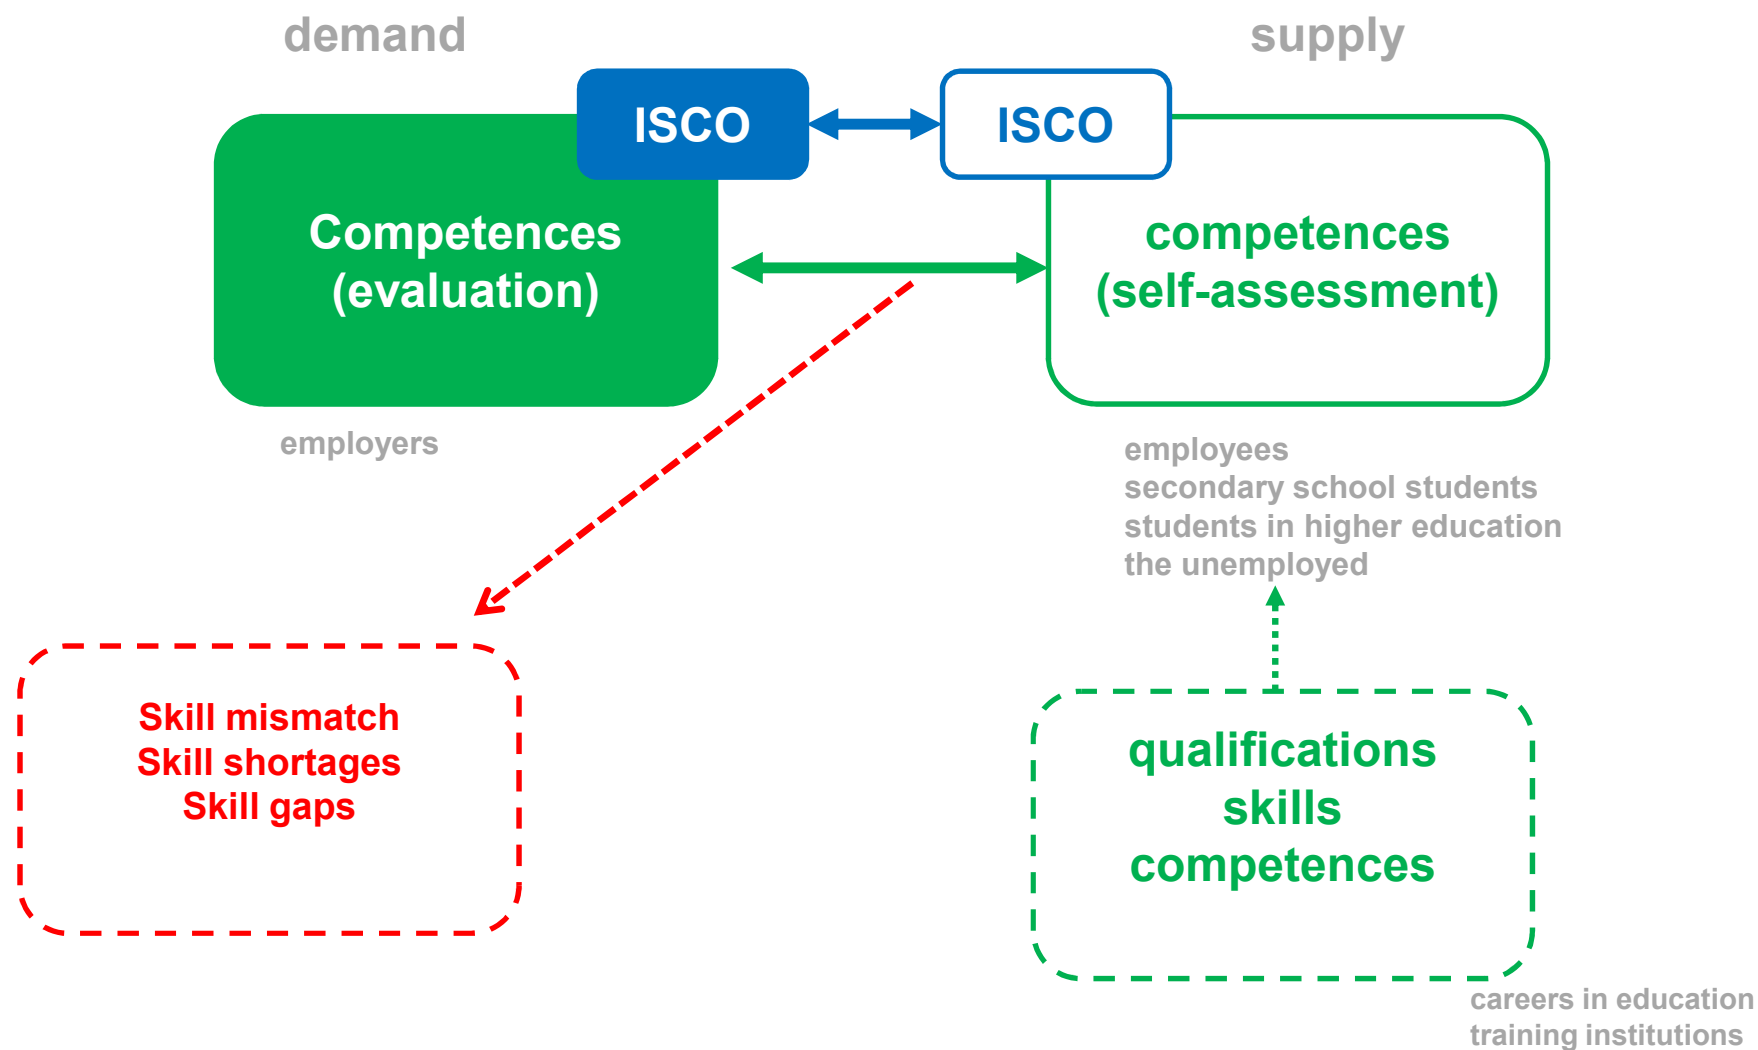 demand
supply
ISCO
ISCO
Competences
(evaluation)
competences
(self-assessment)
employers
employees
secondary school students
students in higher education
the unemployed
Skill mismatch
Skill shortages
Skill gaps
qualifications
skills
competences
careers in education
training institutions